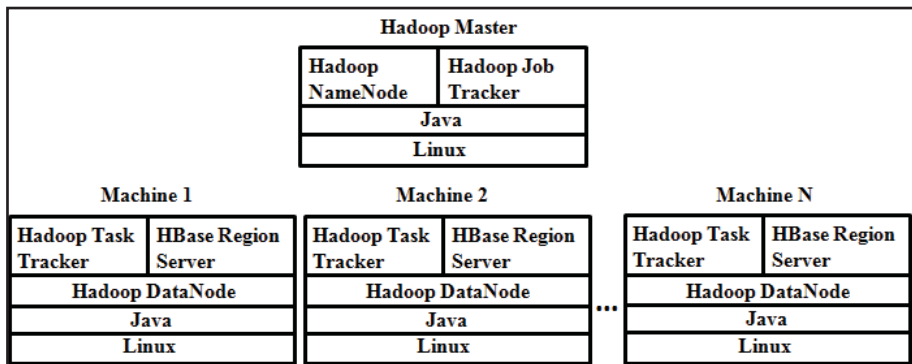 Hadoop Master
Hadoop NameNode
Hadoop Job Tracker
Java
Linux
Machine 1
Hadoop Task Tracker
HBase Region Server
Hadoop DataNode
Java
Linux
Machine 2
Hadoop Task Tracker
HBase Region Server
Hadoop DataNode
Java
Linux
...
Machine N
Hadoop Task Tracker
HBase Region Server
Hadoop DataNode
Java
Linux